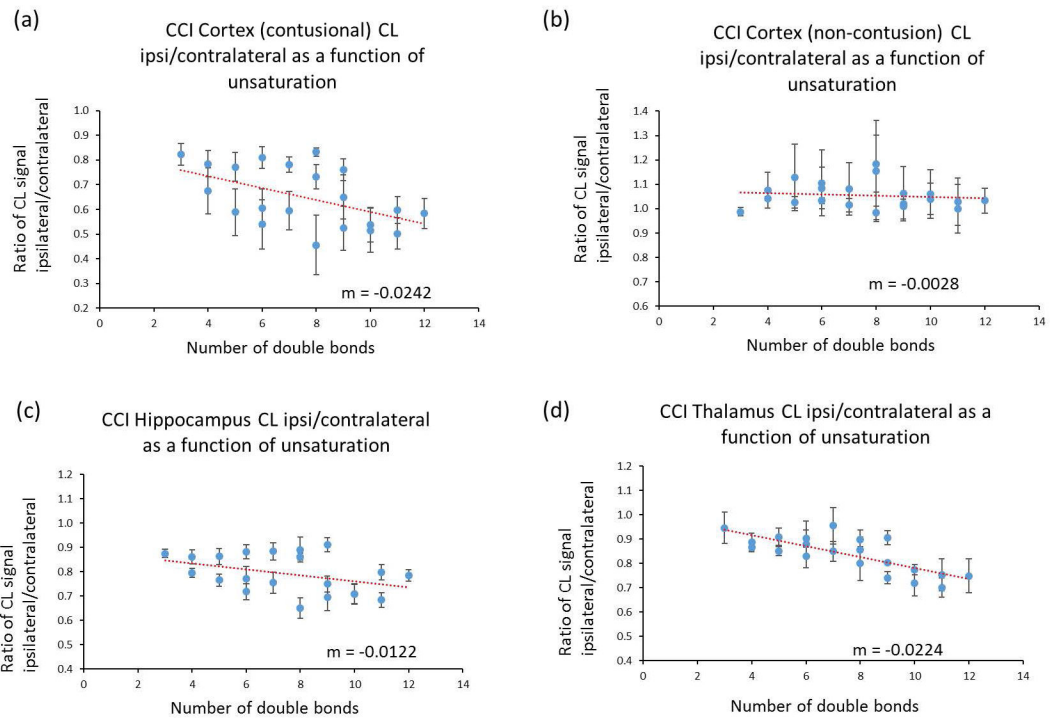 (a)
CCI Cortex (contusional) CL
ipsi/contralateral as a function of
unsaturation
Ratio of CL signal
ipsilateral/contralateral
1.0
0.9
0.8
0.7
0.6
0.5
0.4
0.3
0.2
m = -0.0242
0 2 4 6 8 10 12 14
Number of double bonds
(b)
CCI Cortex (non-contusion) CL
ipsi/contralateral as a function of
unsaturation
Ratio of CL signal
ipsilateral/contralateral
1.4
1.3
1.2
1.1
1.0
0.9
0.8
0.7
0.6
m = -0.0028
0 2 4 6 8 10 12 14
Number of double bonds
(c)
CCI Hippocampus CL ipsi/contralateral
as a function of unsaturation
Ratio of CL signal
ipsilateral/contralateral
1.2
1.1
1.0
0.9
0.8
0.7
0.6
0.5
0.4
m = -0.0122
0 2 4 6 8 10 12 14
Number of double bonds
(d)
CCI Thalamus CL ipsi/contralateral as a
function of unsaturation
Ratio of CL signal
ipsilateral/contralateral
1.2
1.1
1.0
0.9
0.8
0.7
0.6
0.5
0.4
m = -0.0224
0 2 4 6 8 10 12 14
Number of double bonds